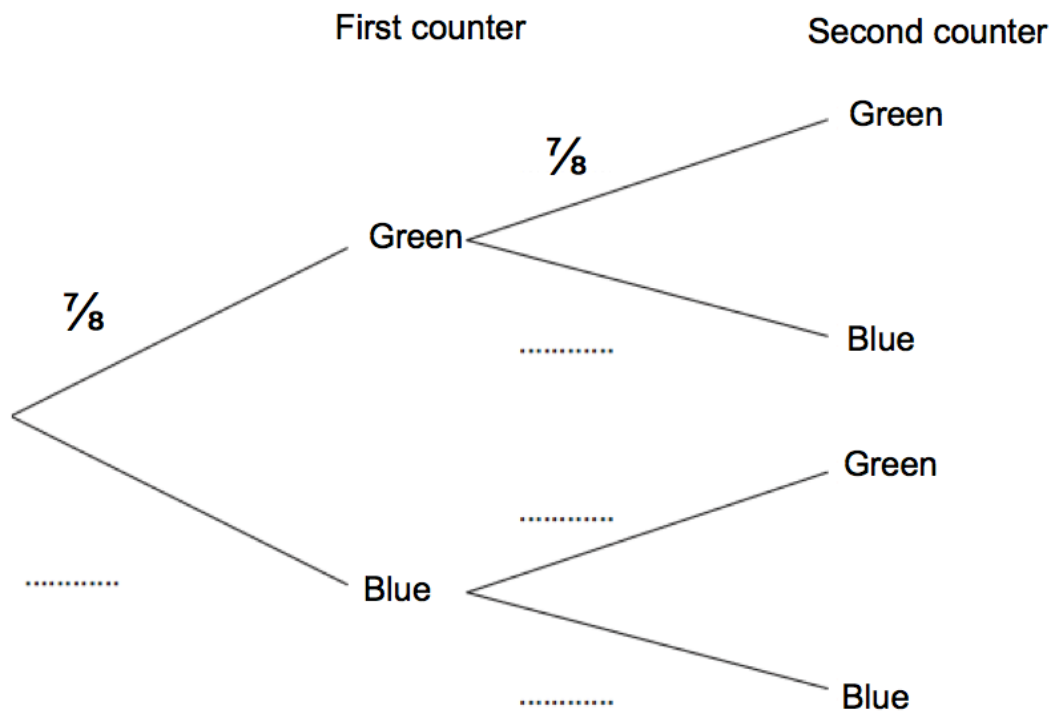 First counter
Second counter
Green
⅞
Green
⅞
Blue
............
Green
............
............
Blue
............
Blue